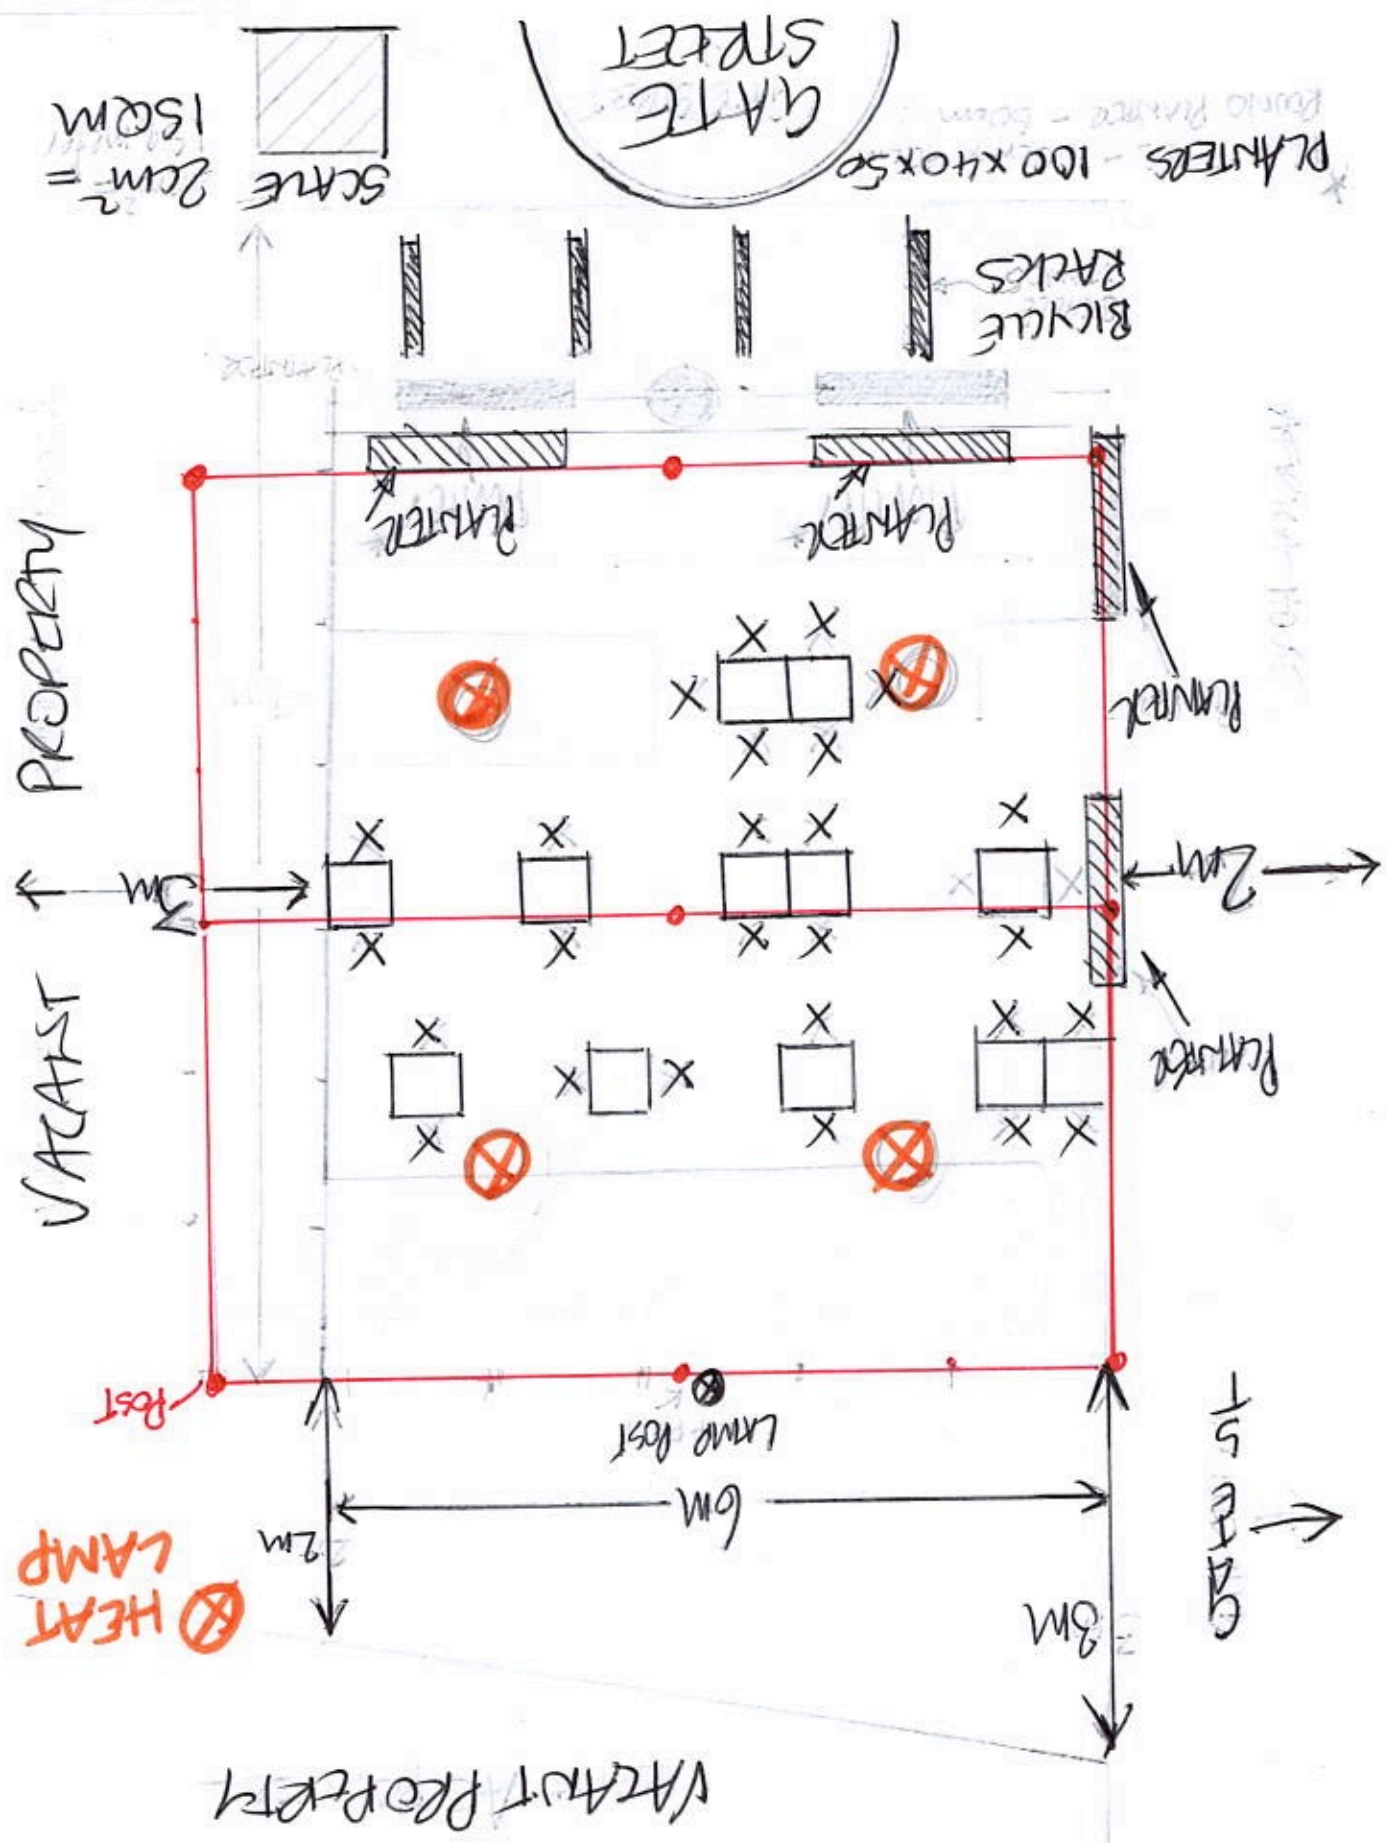 VACANT PROPERTY
HEAT
LAMP
3M
2m
6M
GATE
ST
LAMP POST
POST
PLANTER
PLANTER
PLANTER
PLANTER
2m
3m
VACANT PROPERTY
BICYCLE
RACKS
* PLANTERS - 100 x 40 x 50
GATE
STREET
SCALE
2cm² =
1SQM